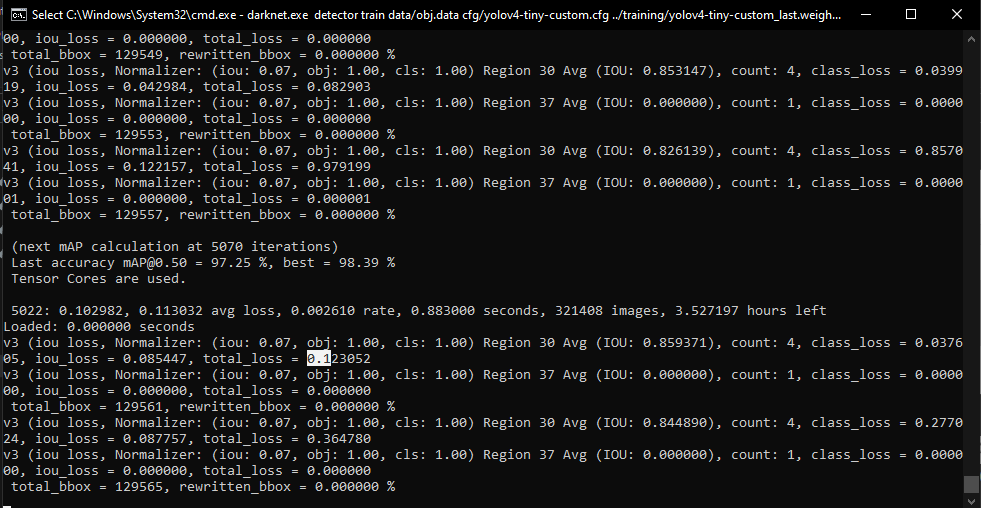 Select C:\Windows\System32\cmd.exe - darknet.exe  detector train data/obj.data cfg/yolov4-tiny-custom.cfg ../training/yolov4-tiny-custom_last.weigh...
00, iou_loss = 0.000000, total_loss = 0.000000
total_bbox = 129549, rewritten_bbox = 0.000000 %
v3 (iou loss, Normalizer: (iou: 0.07, obj: 1.00, cls: 1.00) Region 30 Avg (IOU: 0.853147), count: 4, class_loss = 0.0399
19, iou_loss = 0.042984, total_loss = 0.082903
v3 (iou loss, Normalizer: (iou: 0.07, obj: 1.00, cls: 1.00) Region 37 Avg (IOU: 0.000000), count: 1, class_loss = 0.0000
00, iou_loss = 0.000000, total_loss = 0.000000
total_bbox = 129553, rewritten_bbox = 0.000000 %
v3 (iou loss, Normalizer: (iou: 0.07, obj: 1.00, cls: 1.00) Region 30 Avg (IOU: 0.826139), count: 4, class_loss = 0.8570
41, iou_loss = 0.122157, total_loss = 0.979199
v3 (iou loss, Normalizer: (iou: 0.07, obj: 1.00, cls: 1.00) Region 37 Avg (IOU: 0.000000), count: 1, class_loss = 0.0000
01, iou_loss = 0.000000, total_loss = 0.000001
total_bbox = 129557, rewritten_bbox = 0.000000 %
(next mAP calculation at 5070 iterations)
Last accuracy mAP@0.50 = 97.25 %, best = 98.39 %
Tensor Cores are used.
5022: 0.102982, 0.113032 avg loss, 0.002610 rate, 0.883000 seconds, 321408 images, 3.527197 hours left
Loaded: 0.000000 seconds
v3 (iou loss, Normalizer: (iou: 0.07, obj: 1.00, cls: 1.00) Region 30 Avg (IOU: 0.859371), count: 4, class_loss = 0.0376
05, iou_loss = 0.085447, total_loss = 0.123052
v3 (iou loss, Normalizer: (iou: 0.07, obj: 1.00, cls: 1.00) Region 37 Avg (IOU: 0.000000), count: 1, class_loss = 0.0000
00, iou_loss = 0.000000, total_loss = 0.000000
total_bbox = 129561, rewritten_bbox = 0.000000 %
v3 (iou loss, Normalizer: (iou: 0.07, obj: 1.00, cls: 1.00) Region 30 Avg (IOU: 0.844890), count: 4, class_loss = 0.2770
24, iou_loss = 0.087757, total_loss = 0.364780
v3 (iou loss, Normalizer: (iou: 0.07, obj: 1.00, cls: 1.00) Region 37 Avg (IOU: 0.000000), count: 1, class_loss = 0.0000
00, iou_loss = 0.000000, total_loss = 0.000000
total_bbox = 129565, rewritten_bbox = 0.000000 %